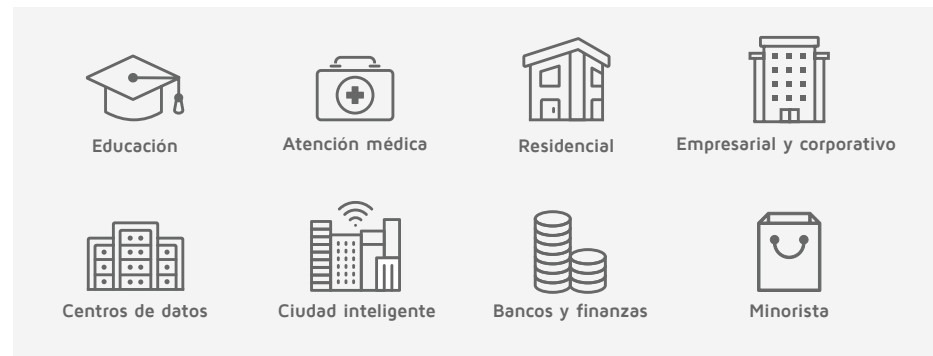 Educación
Atención médica
Residencial
Empresarial y corporativo
Centros de datos
Ciudad inteligente
Bancos y finanzas
Minorista